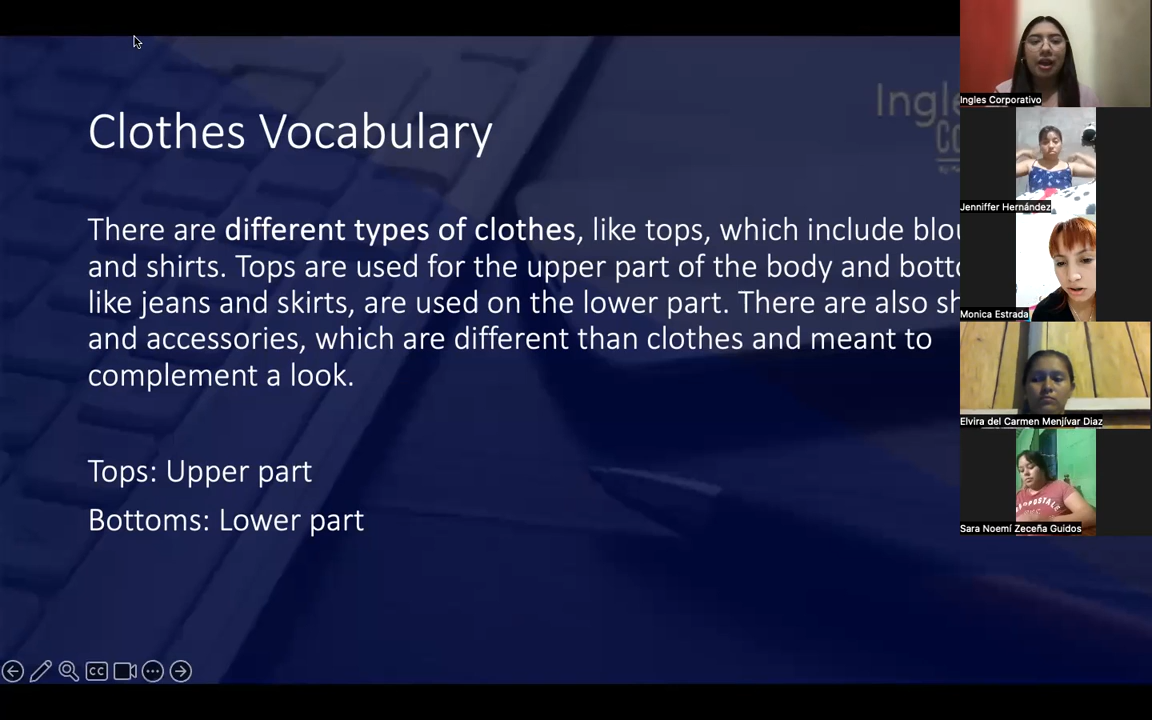 Clothes Vocabulary
There are different types of clothes, like tops, which include
and shirts. Tops are used for the upper part of the body and
like jeans and skirts, are used on the lower part. There are also
and accessories, which are different than clothes and meant to
complement a look.
Tops: Upper part
Bottoms: Lower part
Ingles Corporativo
Jenniffer Hernández
Monica Estrada
Elvira del Carmen Menjívar Diaz
Sara Noemí Zeceña Guidos
CC